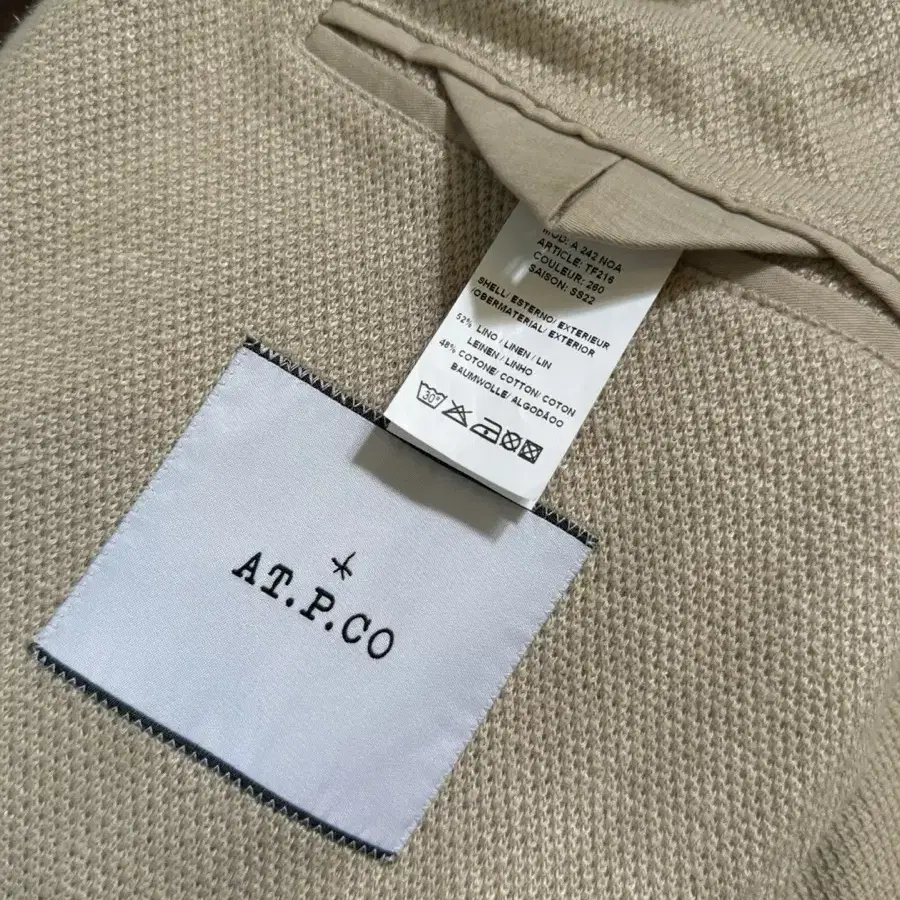 MOD: A 242 NOA
ARTICLE: TF216
COULEUR: 260
SAISON: SS22
SHELL/ ESTERNO/ EXTERIEUR
/OBERMATERIAL/ EXTERIOR
52% LINO / LINEN / LIN
LEINEN / LINHO
48% COTONE/ COTTON/ COTON
BAUMWOLLE/ ALGODÃOO
30°
AT.P.CO